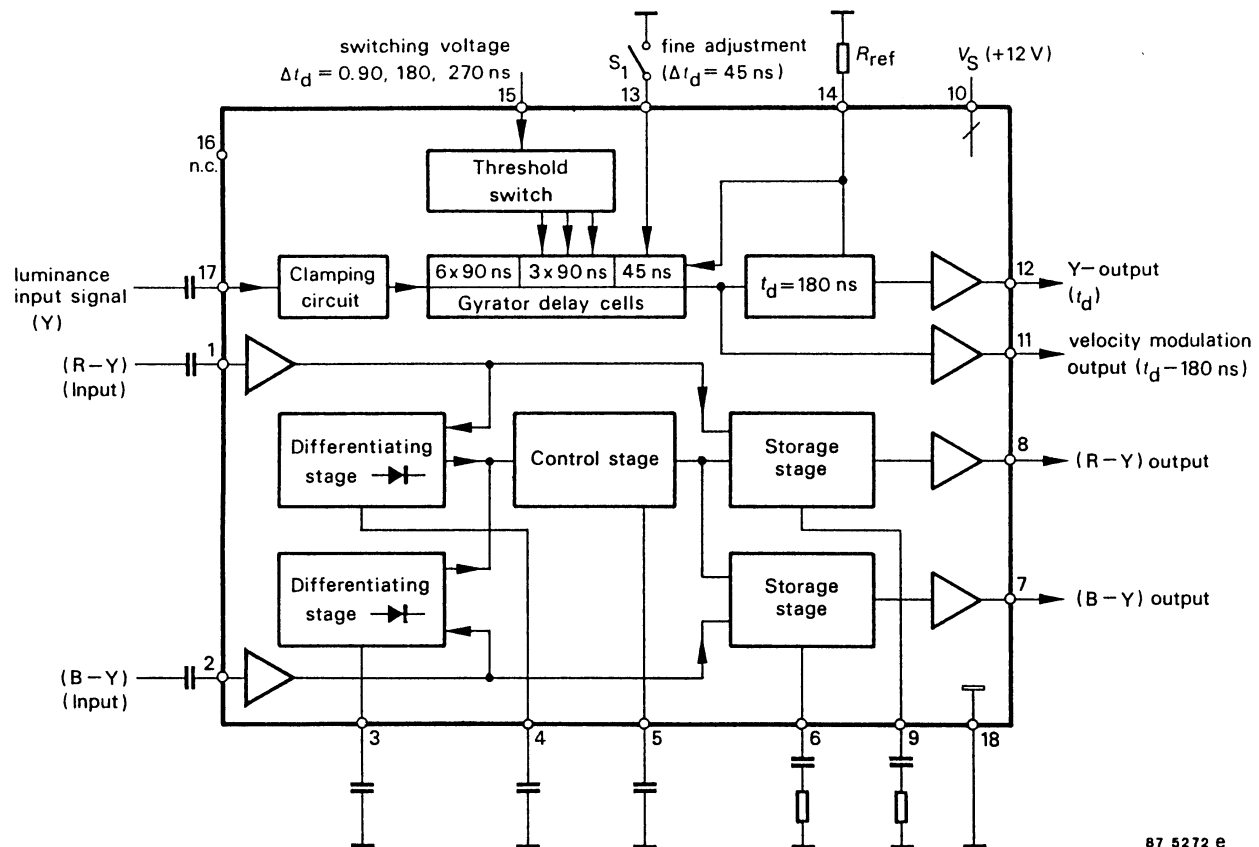 switching voltage
Δtd = 0.90, 180, 270 ns
S1
fine adjustment
(Δtd = 45 ns)
Rref
VS (+12 V)
15
13
14
10
16
n.c.
Threshold
switch
luminance
input signal
(Y)
17
Clamping
circuit
6 x 90 ns
3 x 90 ns
45 ns
Gyrator delay cells
td = 180 ns
12
Y-output
(td)
11
velocity modulation
output (td - 180 ns)
(R-Y)
(Input)
1
Differentiating
stage
Control stage
Storage
stage
8
(R-Y) output
Differentiating
stage
Storage
stage
7
(B-Y) output
(B-Y)
(Input)
2
3
4
5
6
9
18
87 5272 e